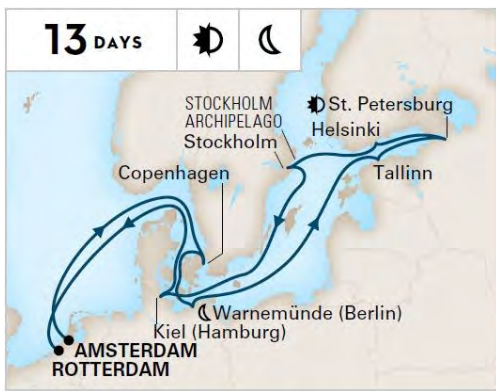 13 DAYS
STOCKHOLM
ARCHIPELAGO
Stockholm
St. Petersburg
Helsinki
Tallinn
Copenhagen
Warnemünde (Berlin)
Kiel (Hamburg)
AMSTERDAM
ROTTERDAM